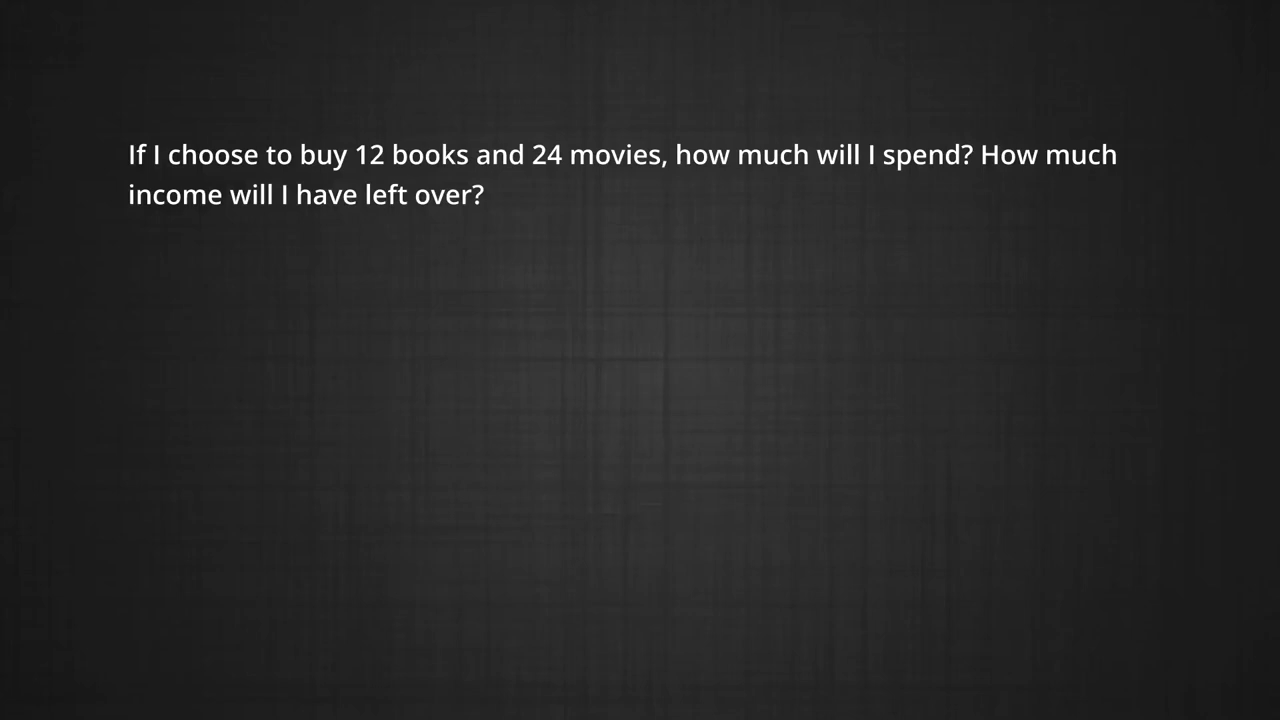 If I choose to buy 12 books and 24 movies, how much will I spend? How much
income will I have left over?